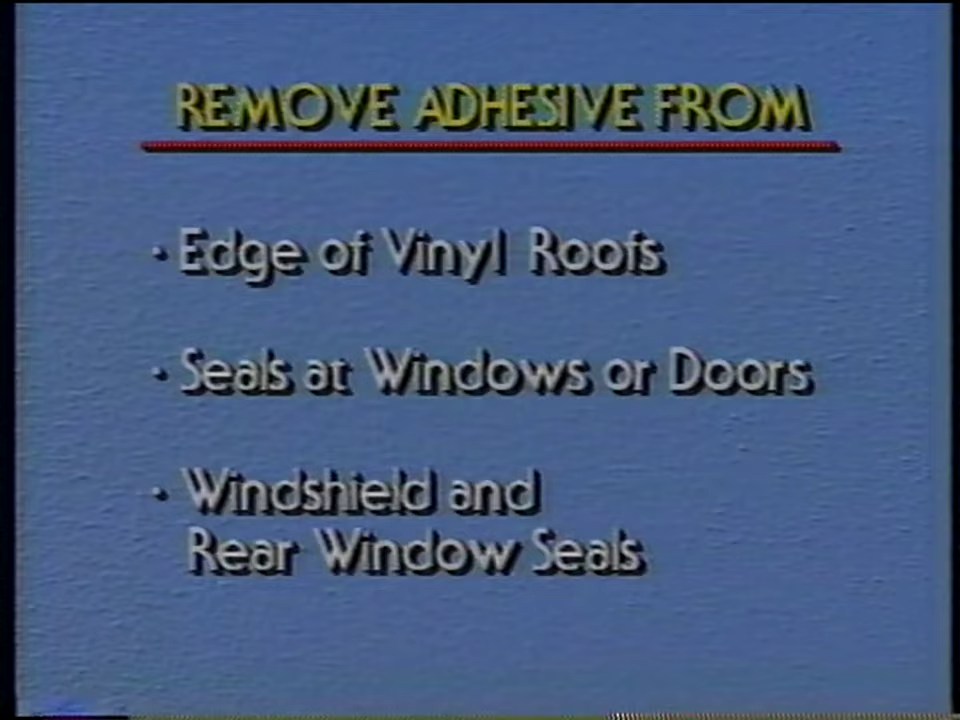 REMOVE ADHESIVE FROM
· Edge of Vinyl Roofs
· Seals at Windows or Doors
· Windshield and
Rear Window Seals